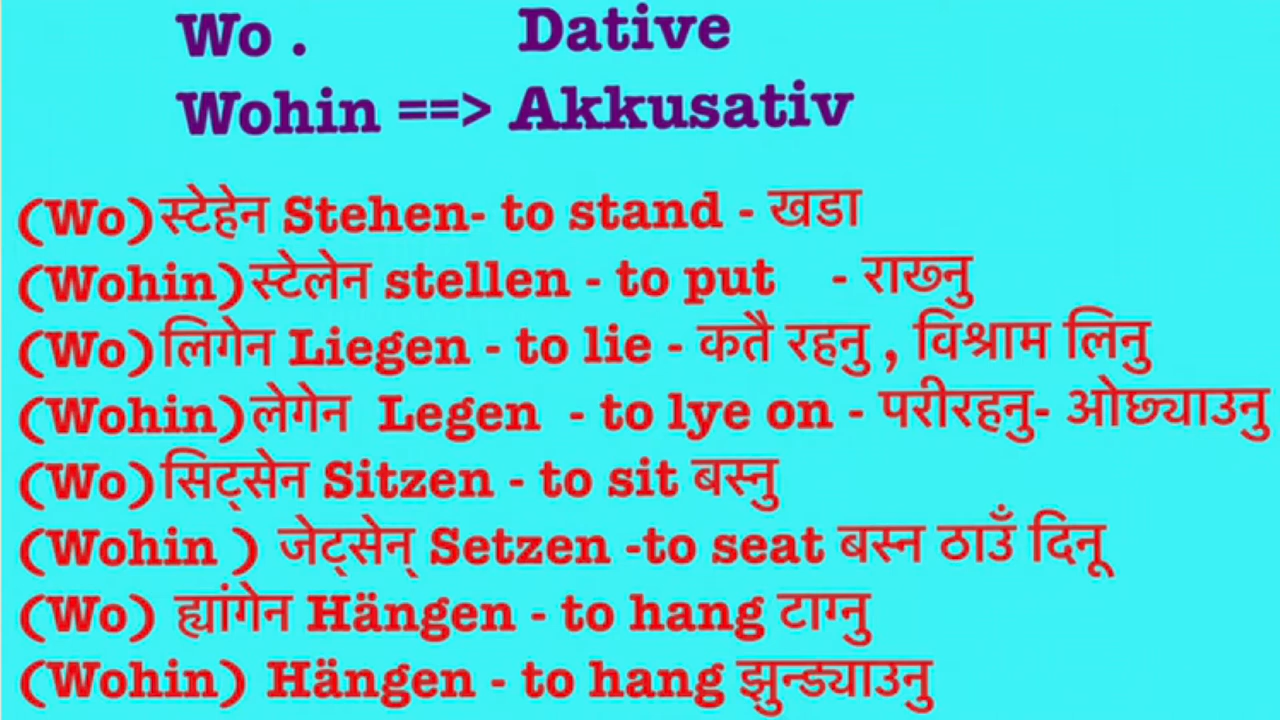 Wo . Dative
Wohin ==> Akkusativ
(Wo)स्टेहेन Stehen- to stand - खडा
(Wohin)स्टेलेन stellen - to put - राख्नु
(Wo)लिगेन Liegen - to lie - कतै रहनु , विश्राम लिनु
(Wohin)लेगेन Legen - to lye on - परीरहनु- ओछ्याउनु
(Wo)सिट्सेन Sitzen - to sit बस्नु
(Wohin ) जेट्सेन् Setzen -to seat बस्न ठाउँ दिनू
(Wo) ह्यांगेन Hängen - to hang टाग्नु
(Wohin) Hängen - to hang झुन्ड्याउनु